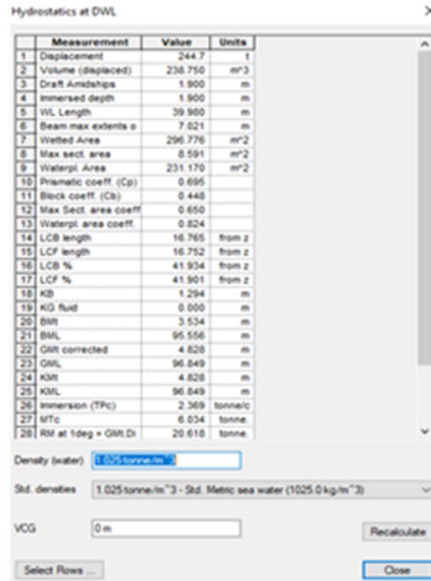 Hydrostatics at DWL
Measurement Value Units
1 Displacement 244.7 t
2 Volume (displaced) 238.750 m^3
3 Draft Amidships 1.900 m
4 Immersed depth 1.900 m
5 WL Length 39.980 m
6 Beam max extents o 7.021 m
7 Wetted Area 296.776 m^2
8 Max sect. area 8.591 m^2
9 Waterpl. Area 231.170 m^2
10 Prismatic coeff. (Cp) 0.695
11 Block coeff. (Cb) 0.448
12 Max Sect. area coeff 0.650
13 Waterpl. area coeff. 0.824
14 LCB length 16.765 from z
15 LCF length 16.752 from z
16 LCB % 41.934 from z
17 LCF % 41.901 from z
18 KB 1.294 m
19 KG fluid 0.000 m
20 BMt 3.534 m
21 BML 95.556 m
22 GMt corrected 4.828 m
23 GML 96.849 m
24 KMt 4.828 m
25 KML 96.849 m
26 Immersion (TPc) 2.369 tonne/c
27 MTc 6.034 tonne.
28 RM at 1deg = GMt.Di 20.618 tonne.
Density (water) 1.025 tonne/m^3
Std. densities 1.025 tonne/m^3 - Std. Metric sea water (1025.0 kg/m^3)
VCG 0 m
Recalculate
Select Rows ... Close